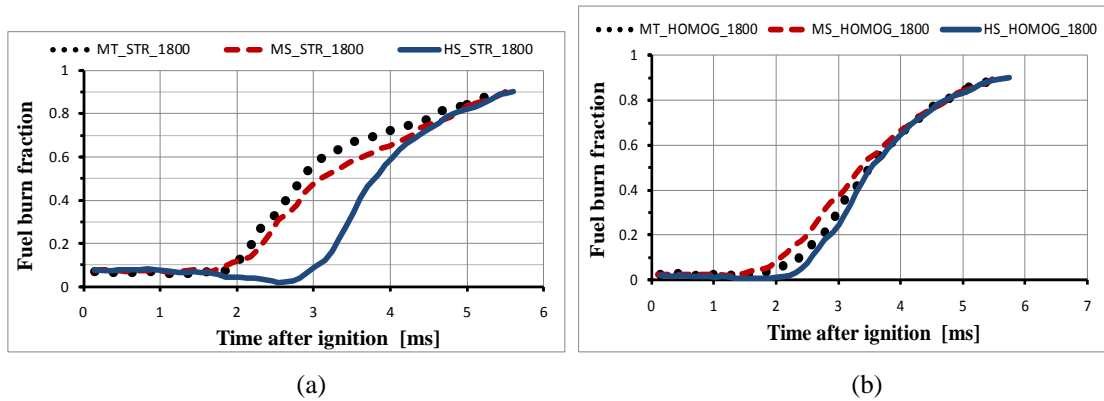 MT_STR_1800 MS_STR_1800 HS_STR_1800
1
0.8
0.6
0.4
0.2
0
0 1 2 3 4 5 6
Fuel burn fraction
Time after ignition [ms]
(a)
MT_HOMOG_1800 MS_HOMOG_1800 HS_HOMOG_1800
1
0.8
0.6
0.4
0.2
0
0 1 2 3 4 5 6 7
Fuel burn fraction
Time after ignition [ms]
(b)